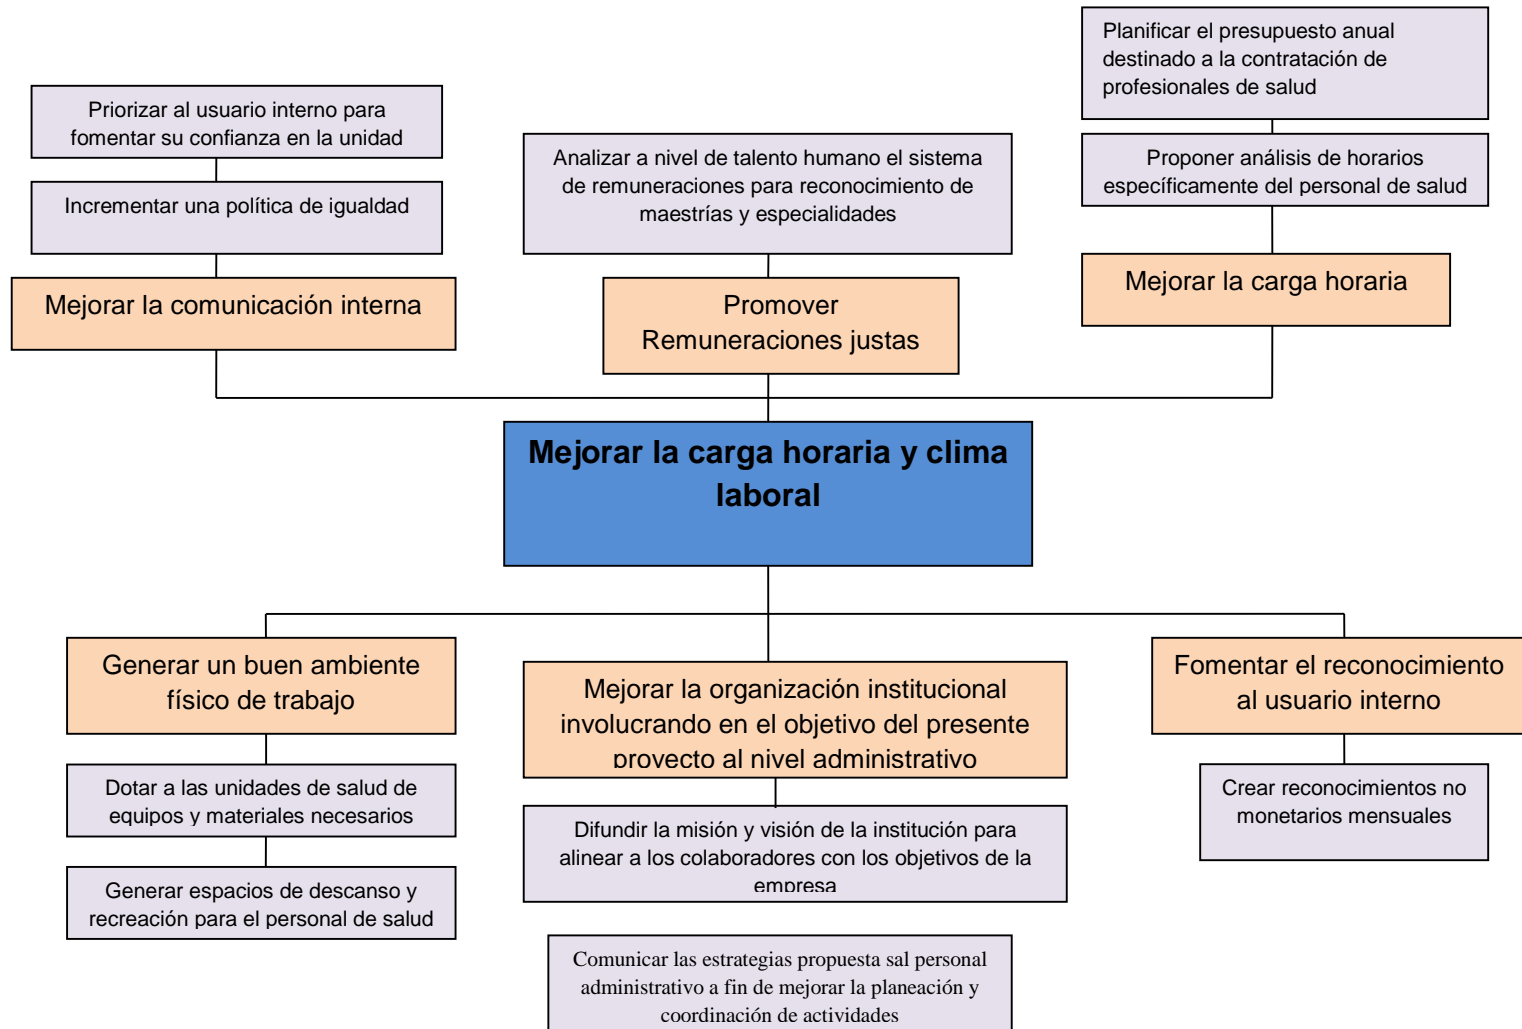 Planificar el presupuesto anual
destinado a la contratación de
profesionales de salud
Priorizar al usuario interno para
fomentar su confianza en la unidad
Analizar a nivel de talento humano el sistema
de remuneraciones para reconocimiento de
maestrías y especialidades
Proponer análisis de horarios
específicamente del personal de salud
Incrementar una política de igualdad
Mejorar la comunicación interna
Promover
Remuneraciones justas
Mejorar la carga horaria
Mejorar la carga horaria y clima
laboral
Generar un buen ambiente
físico de trabajo
Mejorar la organización institucional
involucrando en el objetivo del presente
proyecto al nivel administrativo
Fomentar el reconocimiento
al usuario interno
Dotar a las unidades de salud de
equipos y materiales necesarios
Difundir la misión y visión de la institución para
alinear a los colaboradores con los objetivos de la
empresa
Crear reconocimientos no
monetarios mensuales
Generar espacios de descanso y
recreación para el personal de salud
Comunicar las estrategias propuesta sal personal
administrativo a fin de mejorar la planeación y
coordinación de actividades